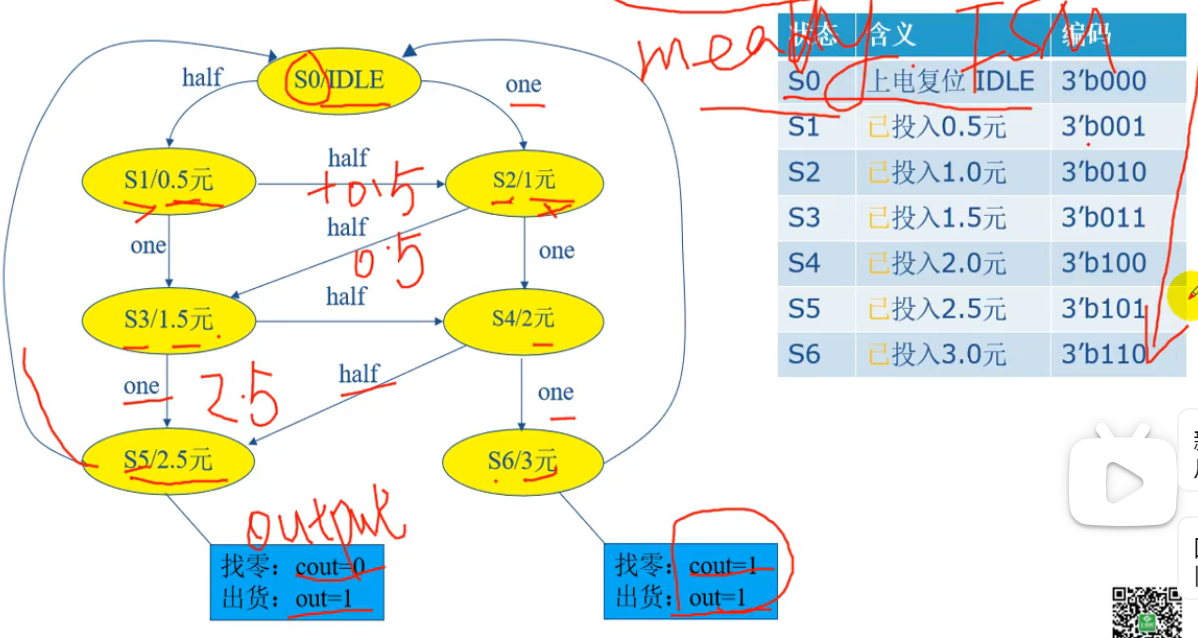 mealy FSM
half
S0/IDLE
one
S1/0.5元
half
+0.5
S2/1元
one
half
0.5
one
S3/1.5元
half
S4/2元
one
2.5
half
one
S5/2.5元
S6/3元
output
找零：cout=0
出货：out=1
找零：cout=1
出货：out=1
状态 含义 编码
S0 上电复位 IDLE 3’b000
S1 已投入0.5元 3’b001
S2 已投入1.0元 3’b010
S3 已投入1.5元 3’b011
S4 已投入2.0元 3’b100
S5 已投入2.5元 3’b101
S6 已投入3.0元 3’b110